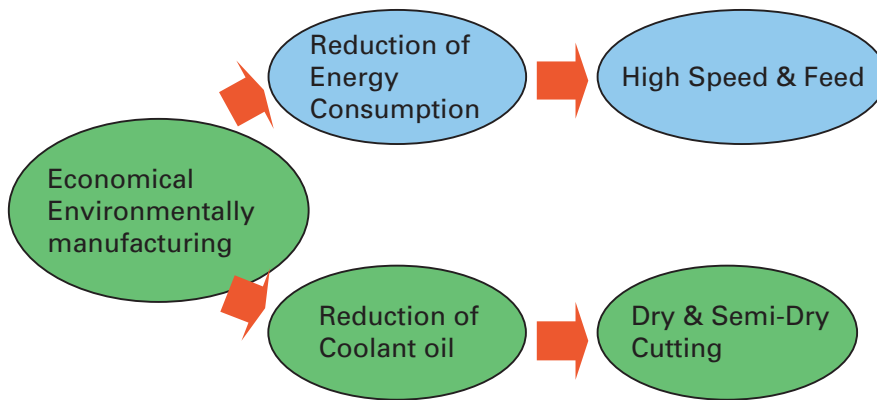 Reduction of
Energy
Consumption
High Speed & Feed
Economical
Environmentally
manufacturing
Reduction of
Coolant oil
Dry & Semi-Dry
Cutting